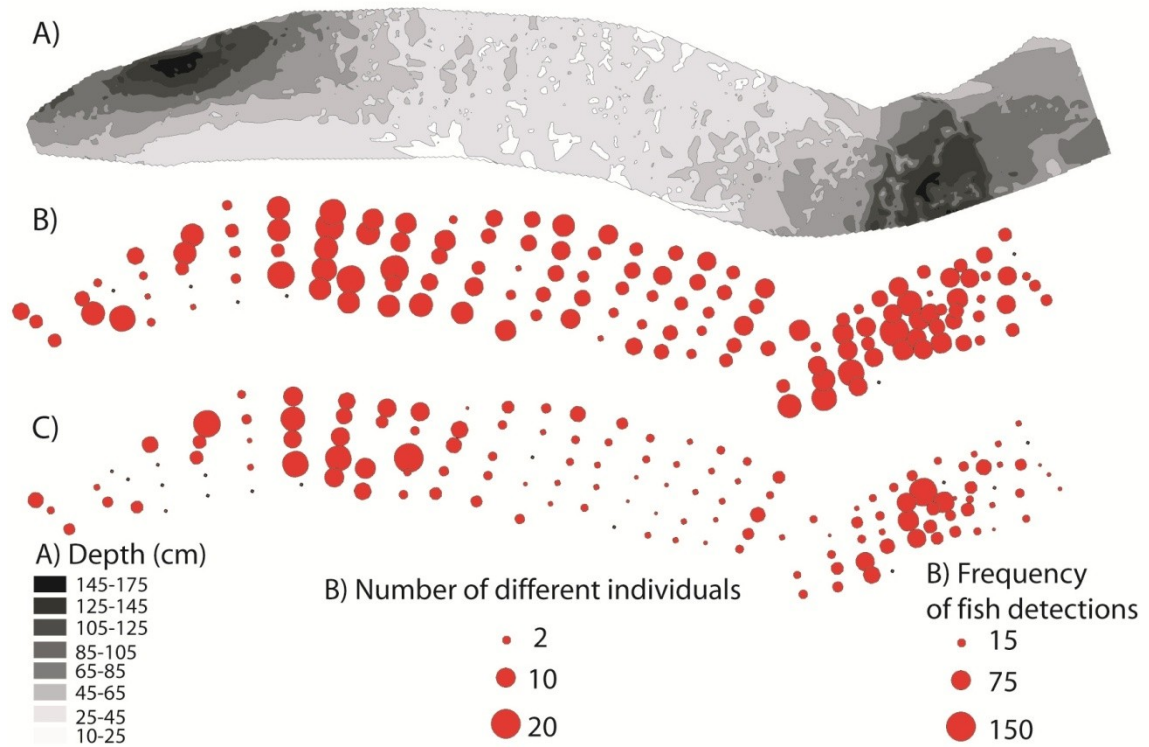 A)
B)
C)
A) Depth (cm)
145-175
125-145
105-125
85-105
65-85
45-65
25-45
10-25
B) Number of different individuals
2
10
20
B) Frequency
of fish detections
15
75
150